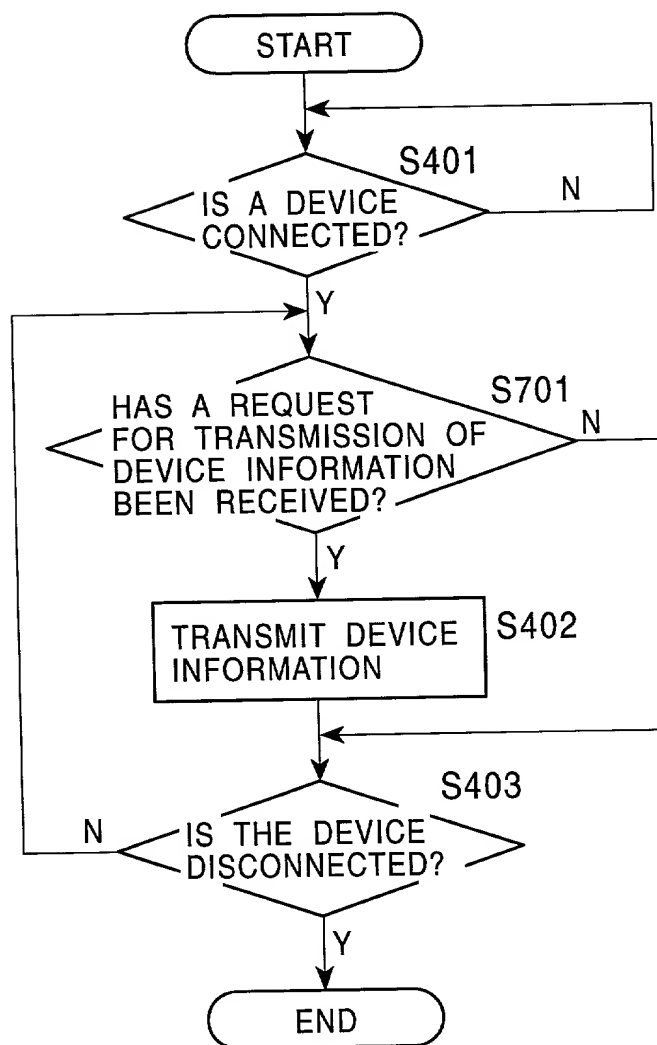 START
S401
IS A DEVICE
CONNECTED?
N
Y
S701
HAS A REQUEST
FOR TRANSMISSION OF
DEVICE INFORMATION
BEEN RECEIVED?
N
Y
TRANSMIT DEVICE
INFORMATION
S402
S403
IS THE DEVICE
DISCONNECTED?
N
Y
END